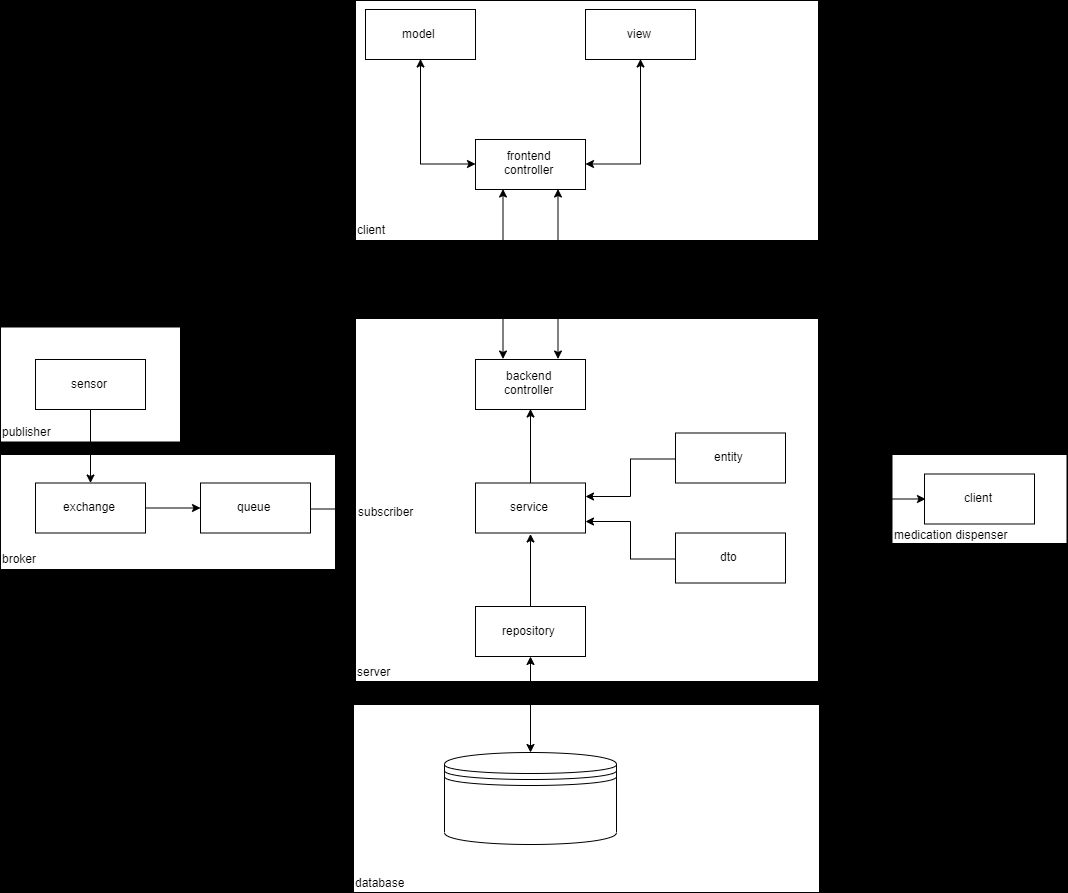 model
view
frontend
controller
client
sensor
publisher
backend
controller
entity
exchange
queue
subscriber
service
client
medication dispenser
broker
dto
repository
server
database